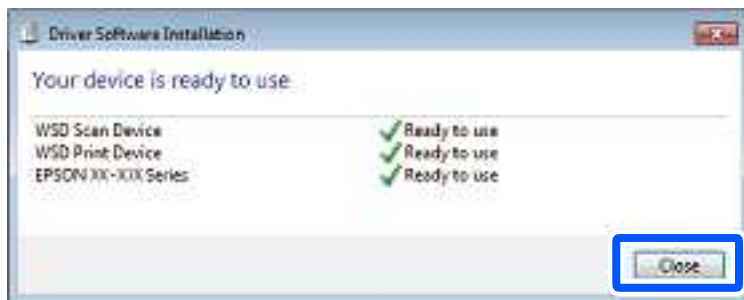 Driver Software Installation
Your device is ready to use
WSD Scan Device Ready to use
WSD Print Device Ready to use
EPSON XX-XXX Series Ready to use
Close